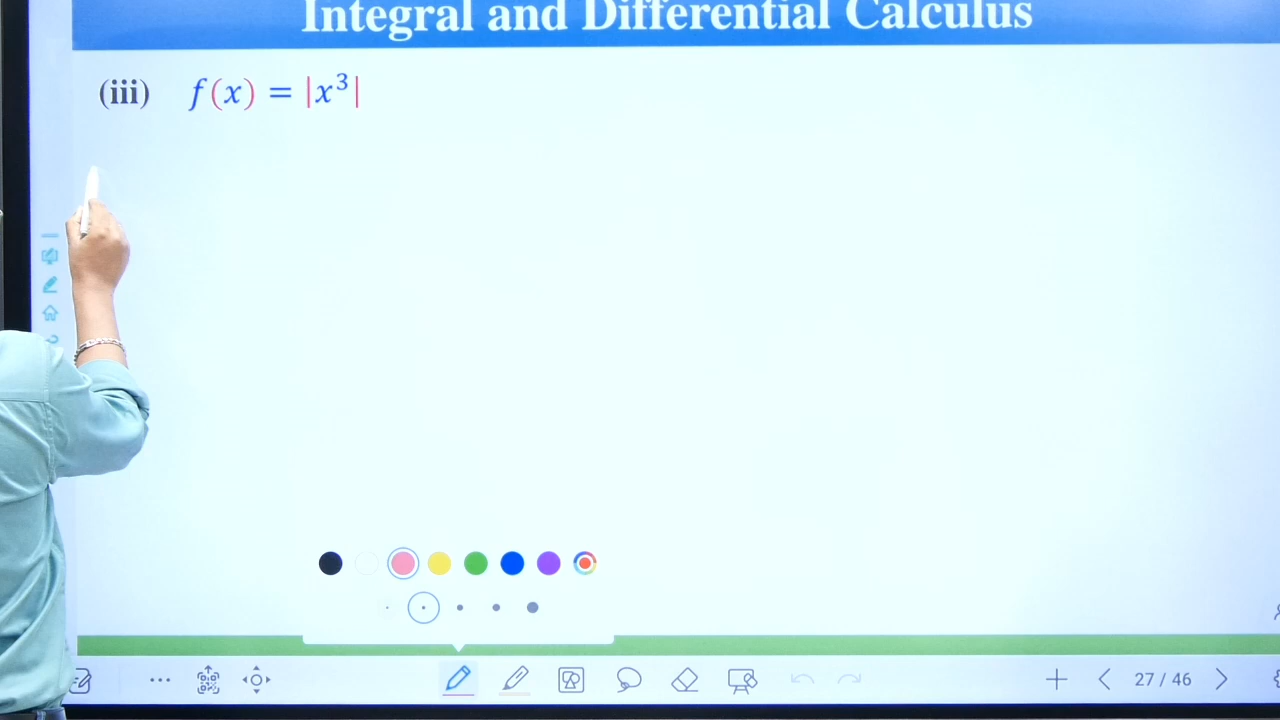 Integral and Differential Calculus
(iii) f(x) = |x³|
27 / 46